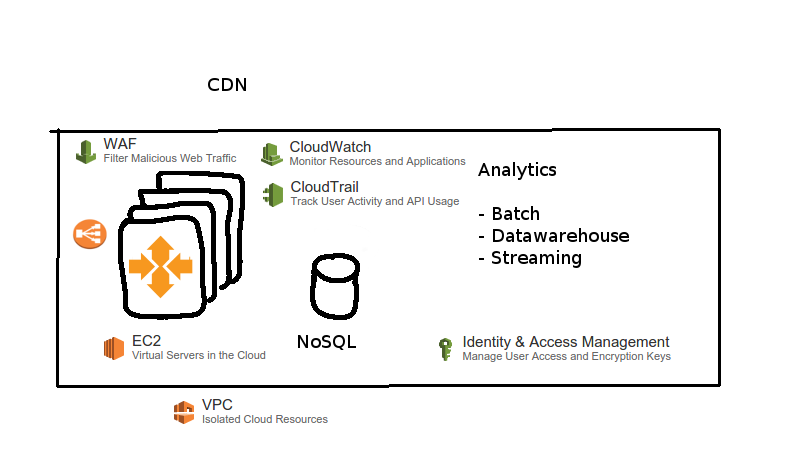 CDN
WAF
Filter Malicious Web Traffic
CloudWatch
Monitor Resources and Applications
CloudTrail
Track User Activity and API Usage
Analytics
- Batch
- Datawarehouse
- Streaming
EC2
Virtual Servers in the Cloud
NoSQL
Identity & Access Management
Manage User Access and Encryption Keys
VPC
Isolated Cloud Resources